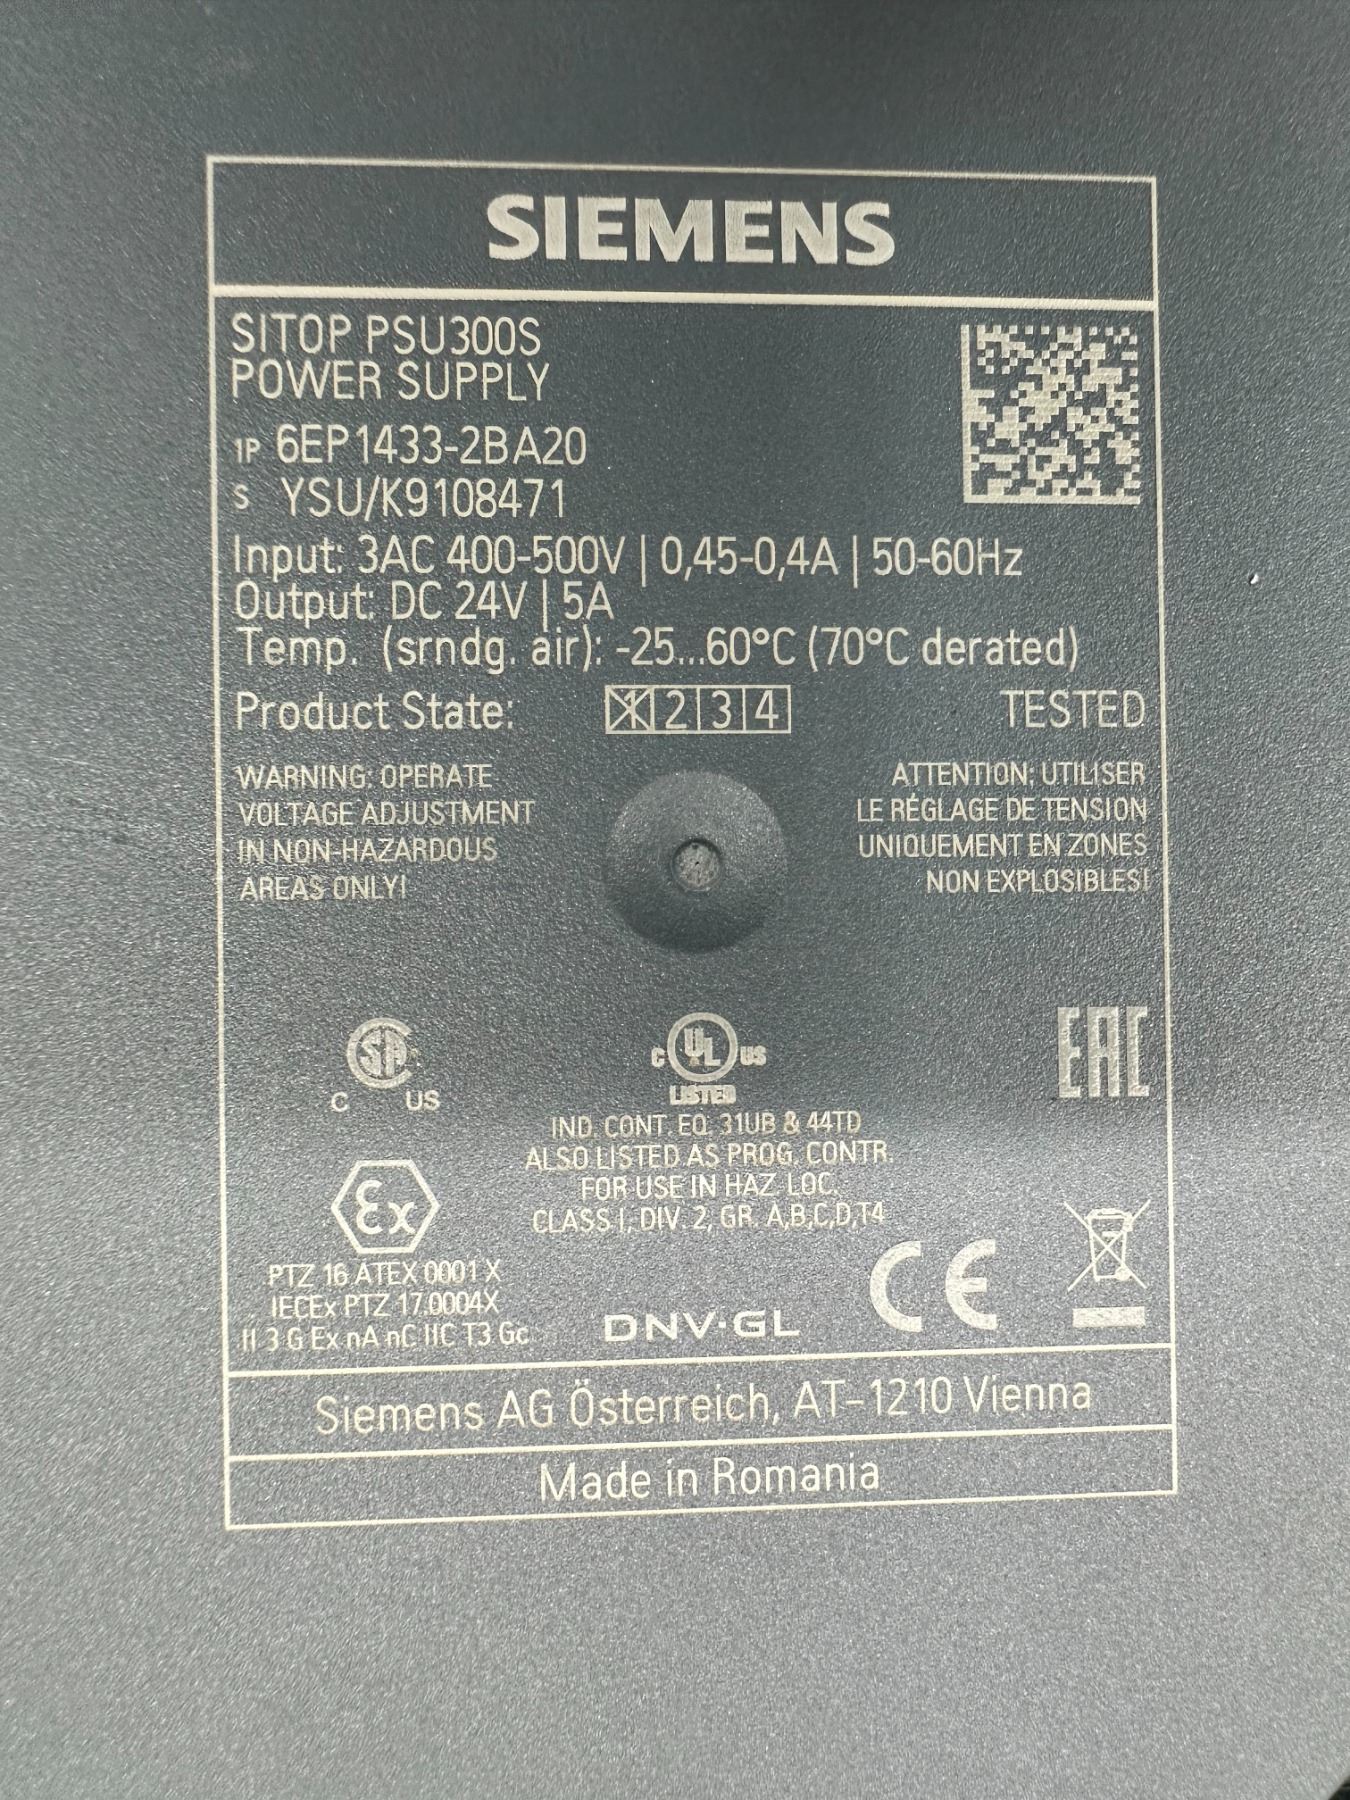 SIEMENS
SITOP PSU300S
POWER SUPPLY
1P 6EP1433-2BA20
S YSU/K9108471
Input: 3AC 400-500V | 0,45-0,4A | 50-60Hz
Output: DC 24V | 5A
Temp. (srndg. air): -25...60°C (70°C derated)
Product State: 1 2 3 4 TESTED
WARNING: OPERATE
VOLTAGE ADJUSTMENT
IN NON-HAZARDOUS
AREAS ONLY!
ATTENTION: UTILISER
LE RÉGLAGE DE TENSION
UNIQUEMENT EN ZONES
NON EXPLOSIBLES!
SA
C US
C UL US
LISTED
EAC
IND. CONT. EQ. 31UB & 44TD
ALSO LISTED AS PROG. CONTR.
FOR USE IN HAZ. LOC.
CLASS I, DIV. 2, GR. A,B,C,D,T4
Ex
PTZ 16 ATEX 0001 X
IECEx PTZ 17.0004X
II 3 G Ex nA nC IIC T3 Gc
DNV·GL
CE
Siemens AG Österreich, AT-1210 Vienna
Made in Romania